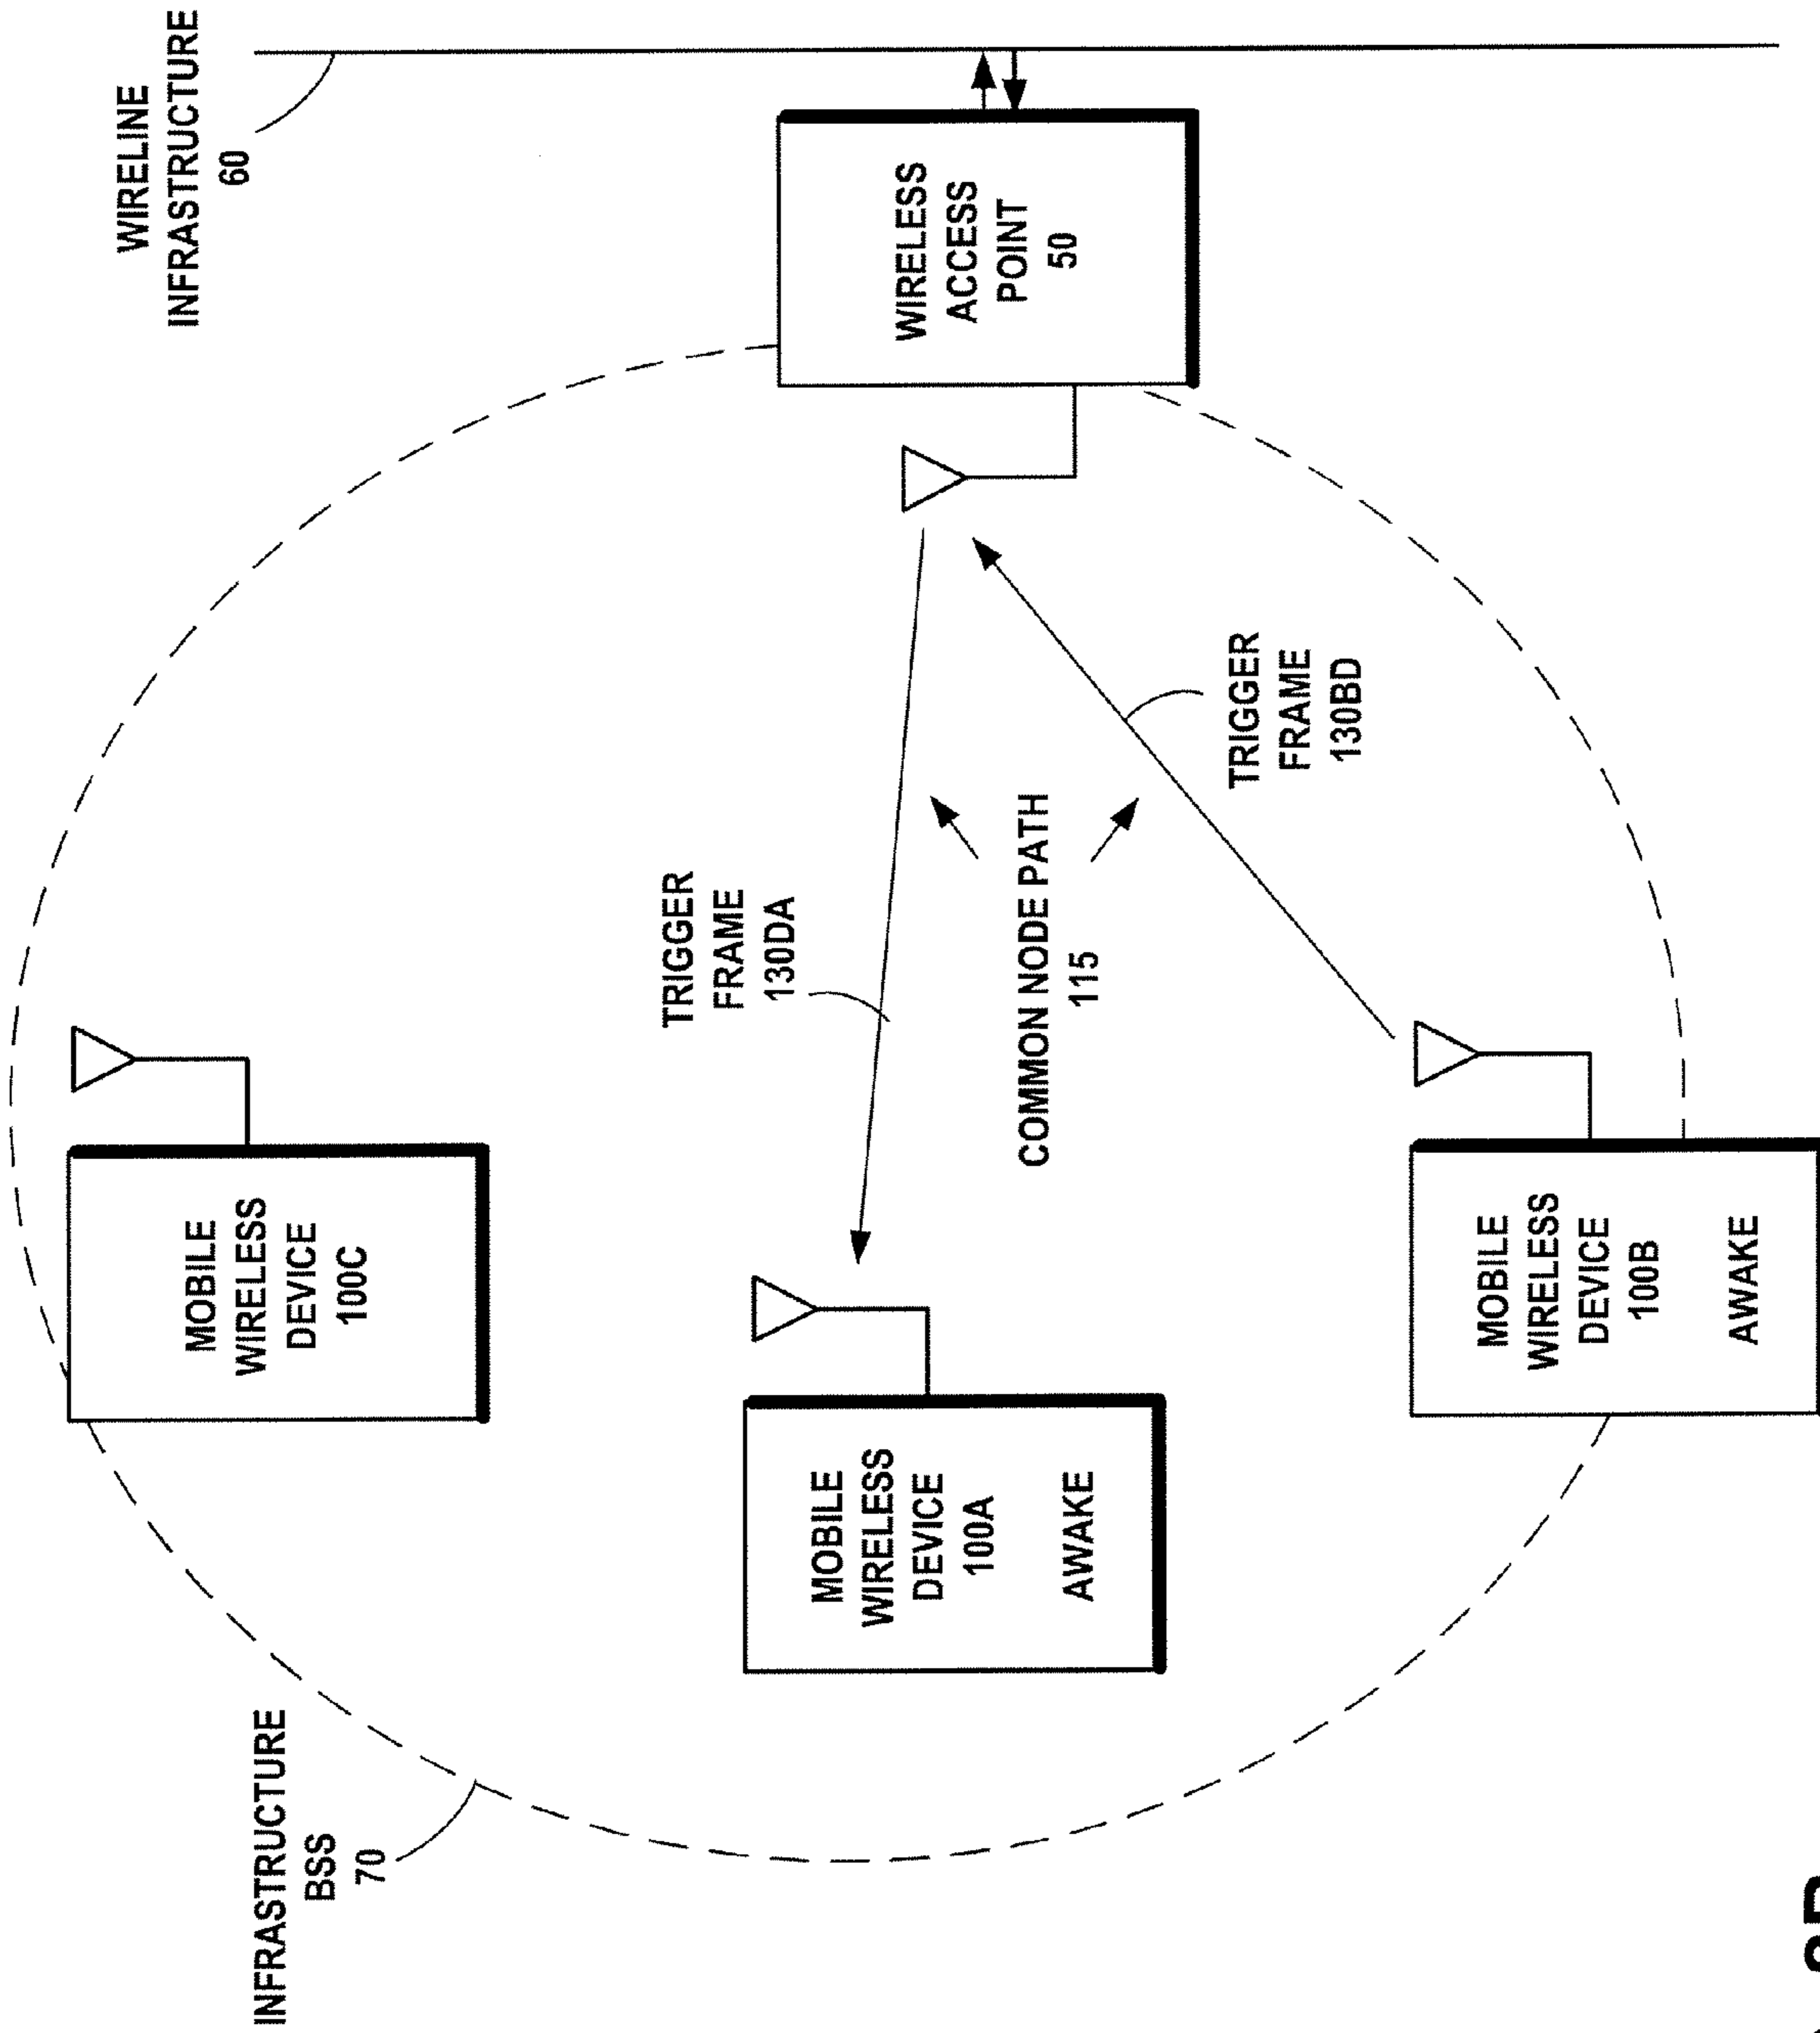 WIRELINE
INFRASTRUCTURE
60
MOBILE
WIRELESS
DEVICE
100C
INFRASTRUCTURE
BSS
70
TRIGGER
FRAME
130DA
MOBILE
WIRELESS
DEVICE
100A
AWAKE
WIRELESS
ACCESS
POINT
50
COMMON NODE PATH
115
TRIGGER
FRAME
130BD
MOBILE
WIRELESS
DEVICE
100B
AWAKE